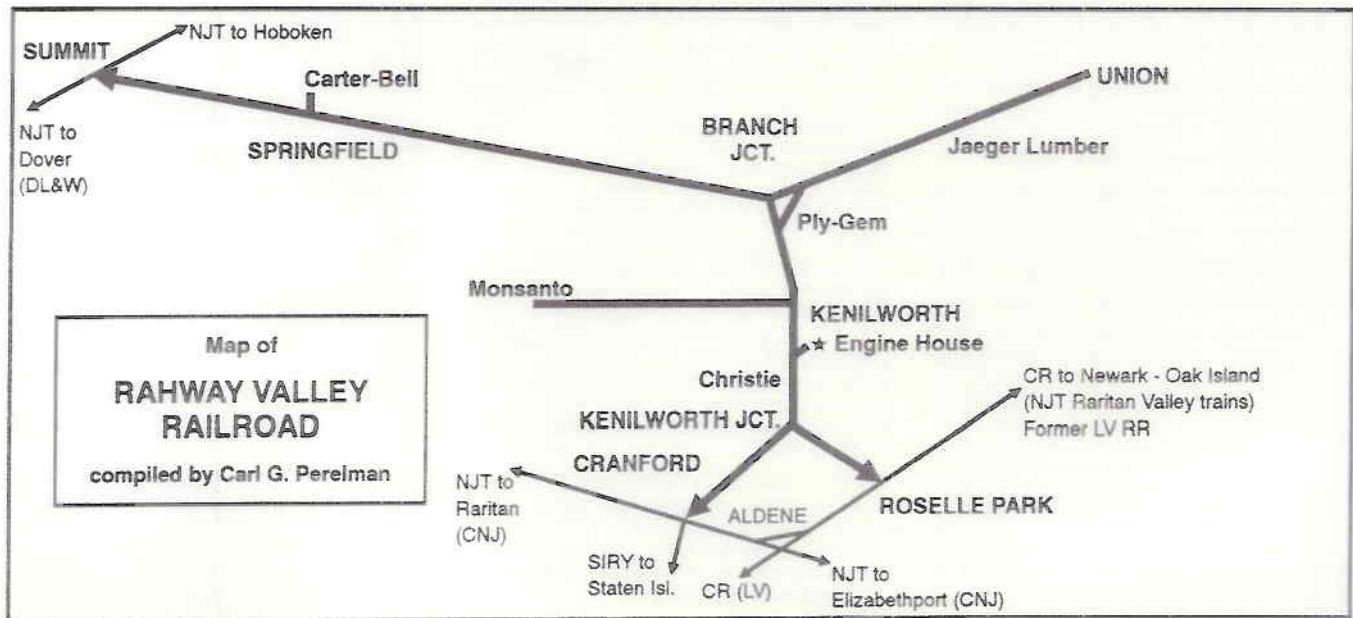 NJT to Hoboken
SUMMIT
Carter-Bell
UNION
NJT to
Dover
(DL&W)
SPRINGFIELD
BRANCH
JCT.
Jaeger Lumber
Ply-Gem
Monsanto
KENILWORTH
★ Engine House
Map of
RAHWAY VALLEY
RAILROAD
compiled by Carl G. Perelman
Christie
KENILWORTH JCT.
CR to Newark - Oak Island
(NJT Raritan Valley trains)
Former LV RR
CRANFORD
NJT to
Raritan
(CNJ)
ALDENE
ROSELLE PARK
SIRY to
Staten Isl.
CR (LV)
NJT to
Elizabethport (CNJ)